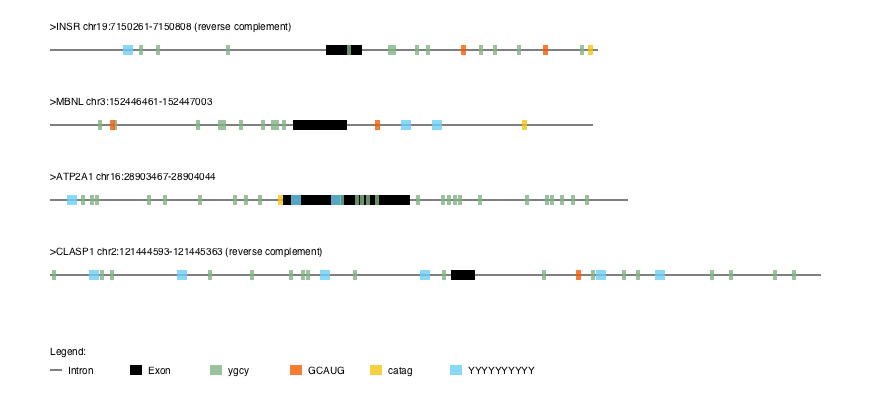 >INSR chr19:7150261-7150808 (reverse complement)
>MBNL chr3:152446461-152447003
>ATP2A1 chr16:28903467-28904044
>CLASP1 chr2:121444593-121445363 (reverse complement)
Legend:
Intron Exon ygcy GCAUG catag YYYYYYYYYY